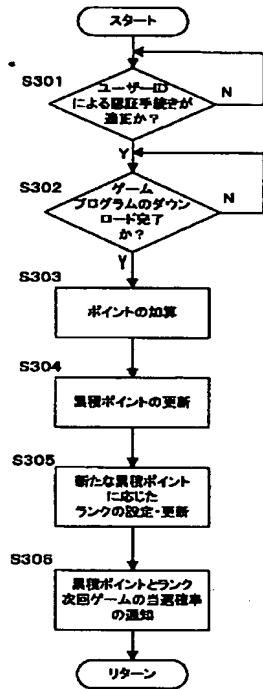 スタート
S301
ユーザーID
による認証手続きが
適正か?
N
Y
S302
ゲーム
プログラムのダウン
ロード完了
か?
N
Y
S303
ポイントの加算
S304
累積ポイントの更新
S305
新たな累積ポイント
に応じた
ランクの設定・更新
S306
累積ポイントとランク
次回ゲームの当選確率
の通知
リターン